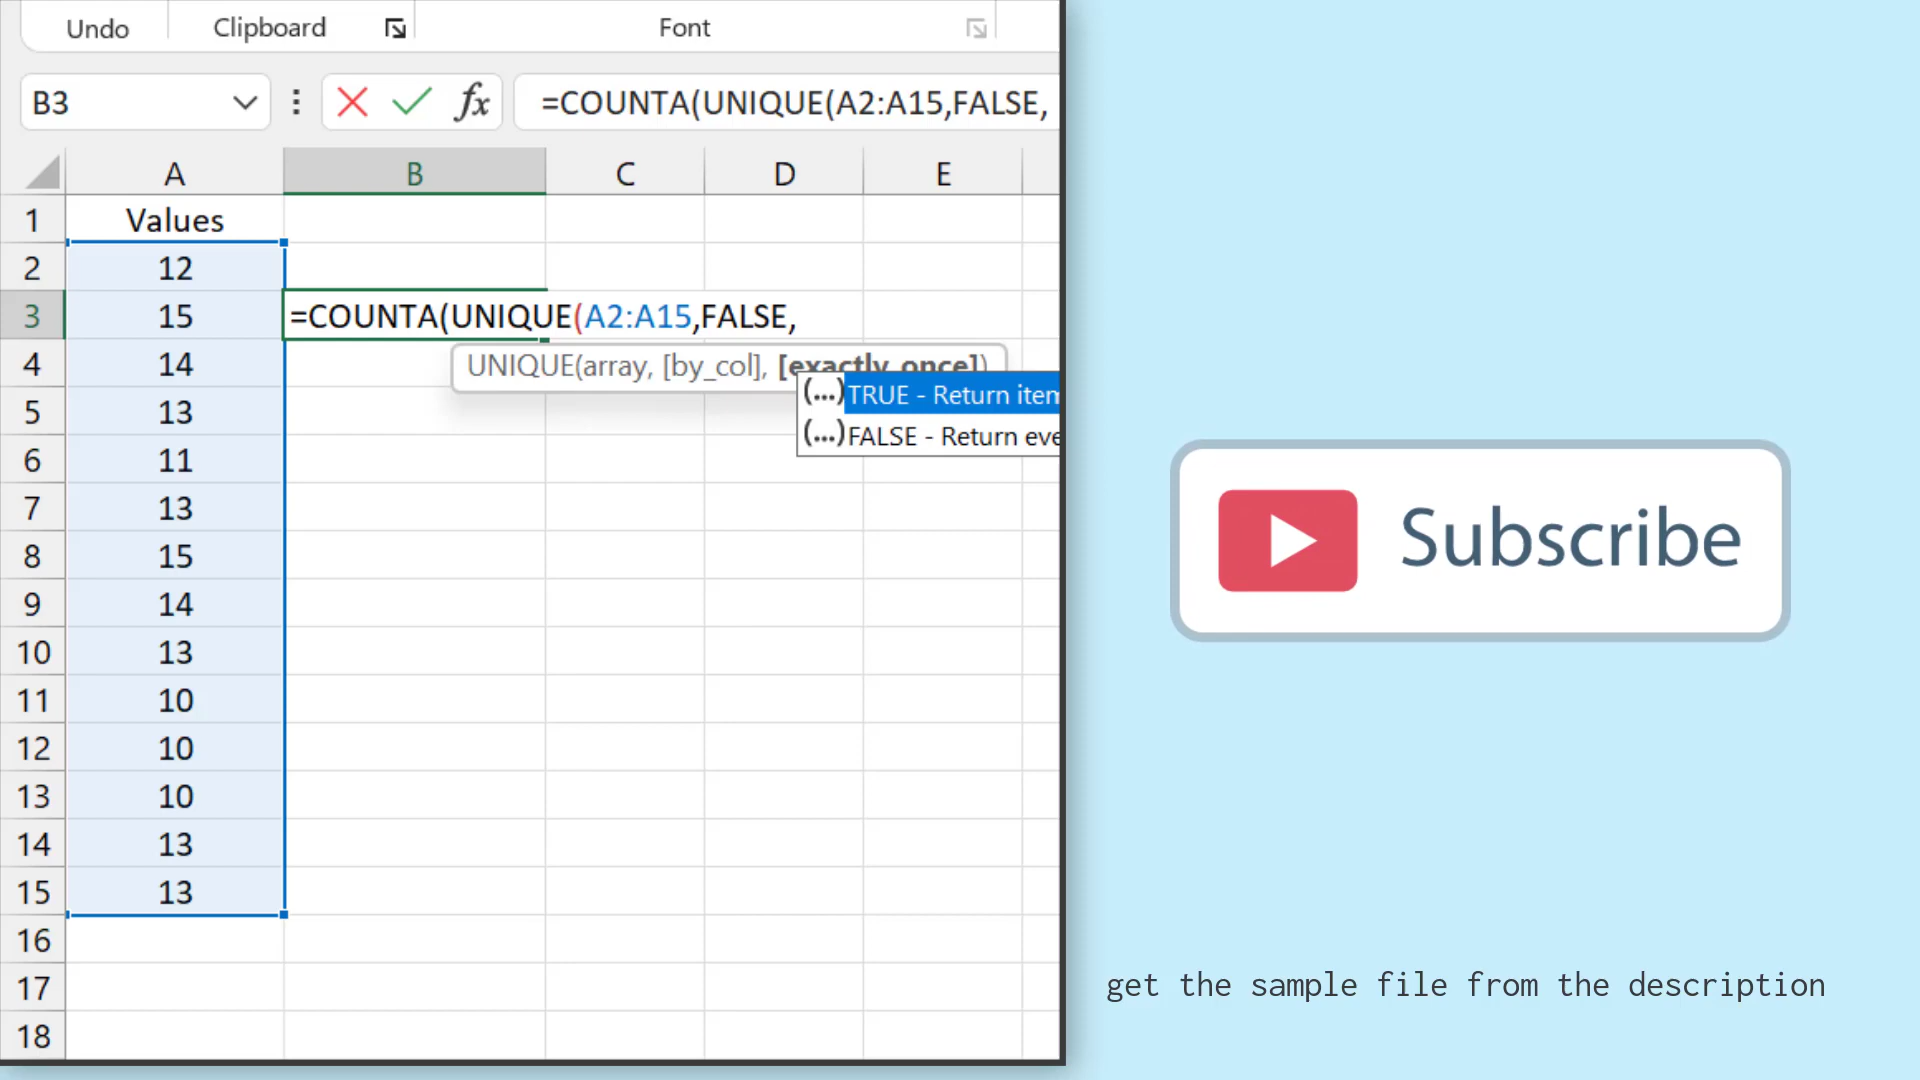 Undo Clipboard Font
B3 fx =COUNTA(UNIQUE(A2:A15,FALSE,
A B C D E
1 Values
2 12
3 15 =COUNTA(UNIQUE(A2:A15,FALSE,
4 14 UNIQUE(array, [by_col], [exactly_once])
(...)TRUE - Return item
5 13 (...)FALSE - Return eve
6 11
7 13
8 15
9 14
10 13
11 10
12 10
13 10
14 13
15 13
16
17
18
Subscribe
get the sample file from the description